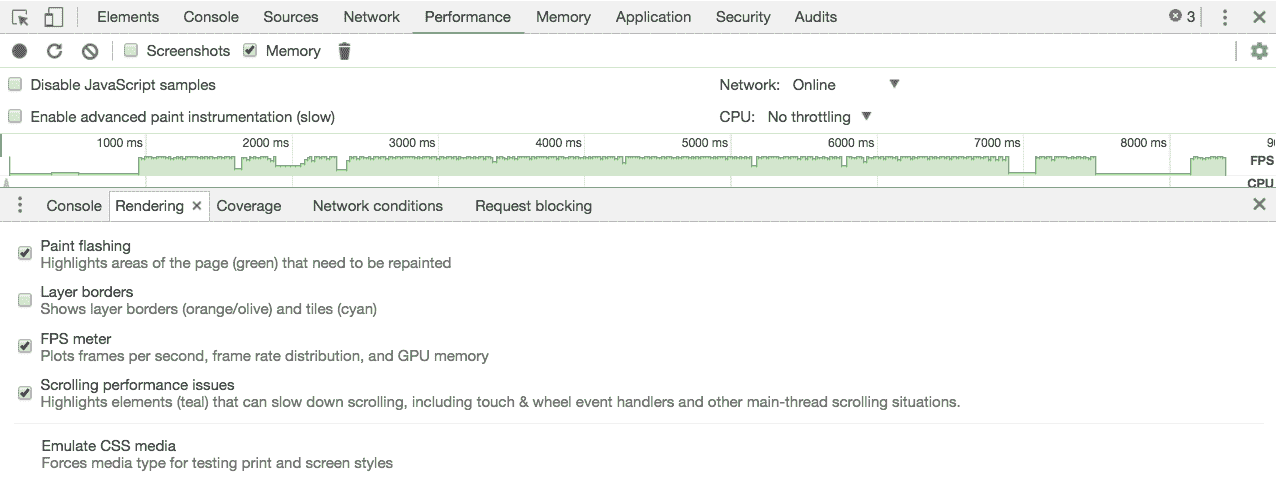 Elements Console Sources Network Performance Memory Application Security Audits 3
Screenshots Memory
Disable JavaScript samples Network: Online
Enable advanced paint instrumentation (slow) CPU: No throttling
1000 ms 2000 ms 3000 ms 4000 ms 5000 ms 6000 ms 7000 ms 8000 ms
FPS
CPU
Console Rendering Coverage Network conditions Request blocking
Paint flashing
Highlights areas of the page (green) that need to be repainted
Layer borders
Shows layer borders (orange/olive) and tiles (cyan)
FPS meter
Plots frames per second, frame rate distribution, and GPU memory
Scrolling performance issues
Highlights elements (teal) that can slow down scrolling, including touch & wheel event handlers and other main-thread scrolling situations.
Emulate CSS media
Forces media type for testing print and screen styles